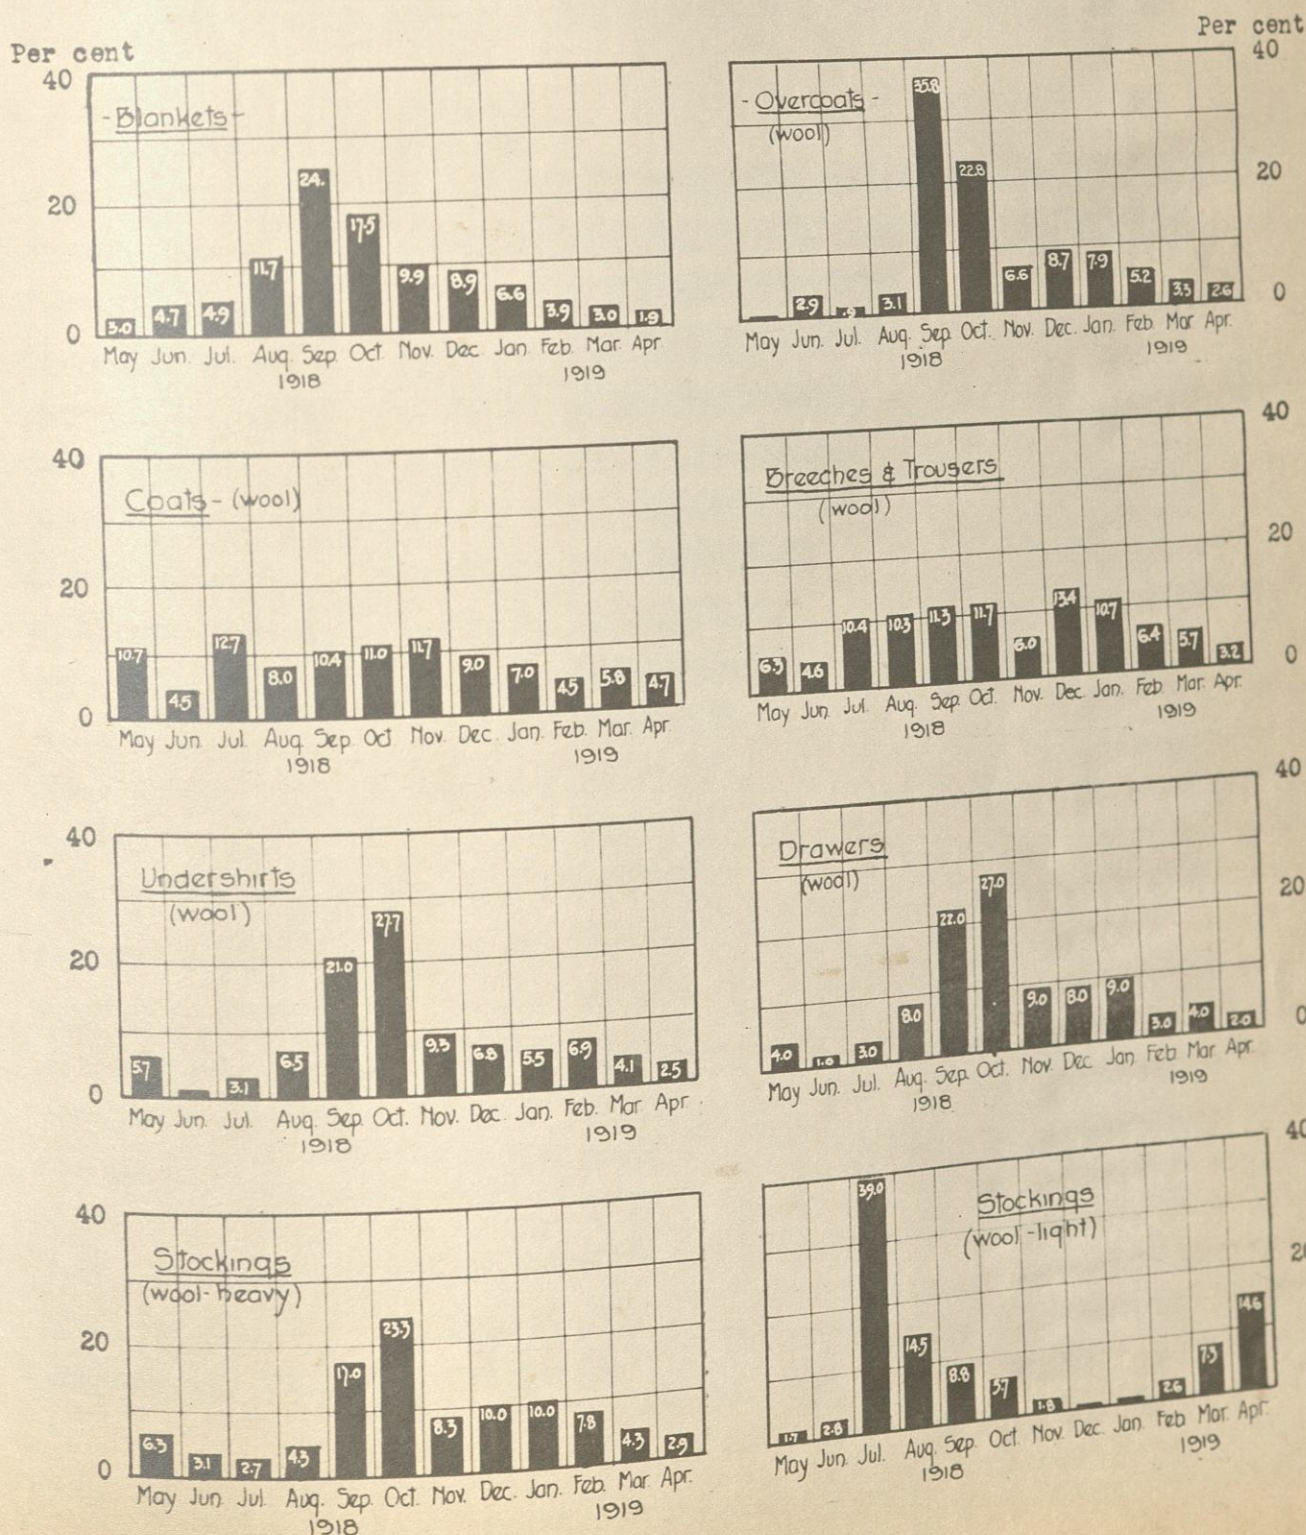 Per cent
Per cent
40
20
0
- Blankets -
3.0 4.7 4.9 11.7 24. 17.5 9.9 8.9 6.6 3.9 3.0 1.9
May Jun. Jul. Aug. Sep. Oct. Nov. Dec. Jan. Feb. Mar. Apr.
1918 1919
40
20
0
- Overcoats -
(wool)
2.9 .9 3.1 35.8 22.8 6.6 8.7 7.9 5.2 3.3 2.6
May Jun. Jul. Aug. Sep. Oct. Nov. Dec. Jan. Feb. Mar. Apr.
1918 1919
40
20
0
Coats - (wool)
10.7 4.5 12.7 8.0 10.4 11.0 11.7 9.0 7.0 4.5 5.8 4.7
May Jun. Jul. Aug. Sep. Oct Nov. Dec. Jan. Feb. Mar. Apr.
1918 1919
40
20
0
Breeches & Trousers
(wool)
6.3 4.6 10.4 10.3 11.3 11.7 6.0 13.4 10.7 6.4 5.7 3.2
May Jun. Jul. Aug. Sep. Oct. Nov. Dec. Jan. Feb. Mar. Apr.
1918 1919
40
20
0
Undershirts
(wool)
5.7 3.1 6.5 21.0 27.7 9.3 6.8 5.5 6.9 4.1 2.5
May Jun. Jul. Aug. Sep. Oct. Nov. Dec. Jan. Feb. Mar. Apr.
1918 1919
40
20
0
Drawers
(wool)
4.0 1.0 3.0 8.0 22.0 27.0 9.0 8.0 9.0 3.0 4.0 2.0
May Jun. Jul. Aug. Sep. Oct. Nov. Dec. Jan. Feb. Mar. Apr.
1918 1919
40
20
0
Stockings
(wool-heavy)
6.3 3.1 2.7 4.3 17.0 23.3 8.3 10.0 10.0 7.8 4.3 2.9
May Jun. Jul. Aug. Sep. Oct. Nov. Dec. Jan. Feb. Mar. Apr.
1918 1919
40
20
Stockings
(wool-light)
1.7 2.8 39.0 14.5 8.8 5.7 1.8 2.6 7.3 14.6
May Jun. Jul. Aug. Sep. Oct. Nov. Dec. Jan. Feb. Mar. Apr.
1918 1919